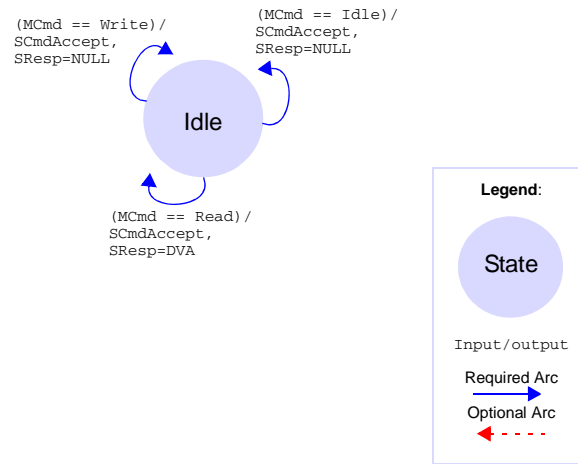 (MCmd == Write)/
SCmdAccept,
SResp=NULL
(MCmd == Idle)/
SCmdAccept,
SResp=NULL
Idle
(MCmd == Read)/
SCmdAccept,
SResp=DVA
Legend:
State
Input/output
Required Arc
Optional Arc